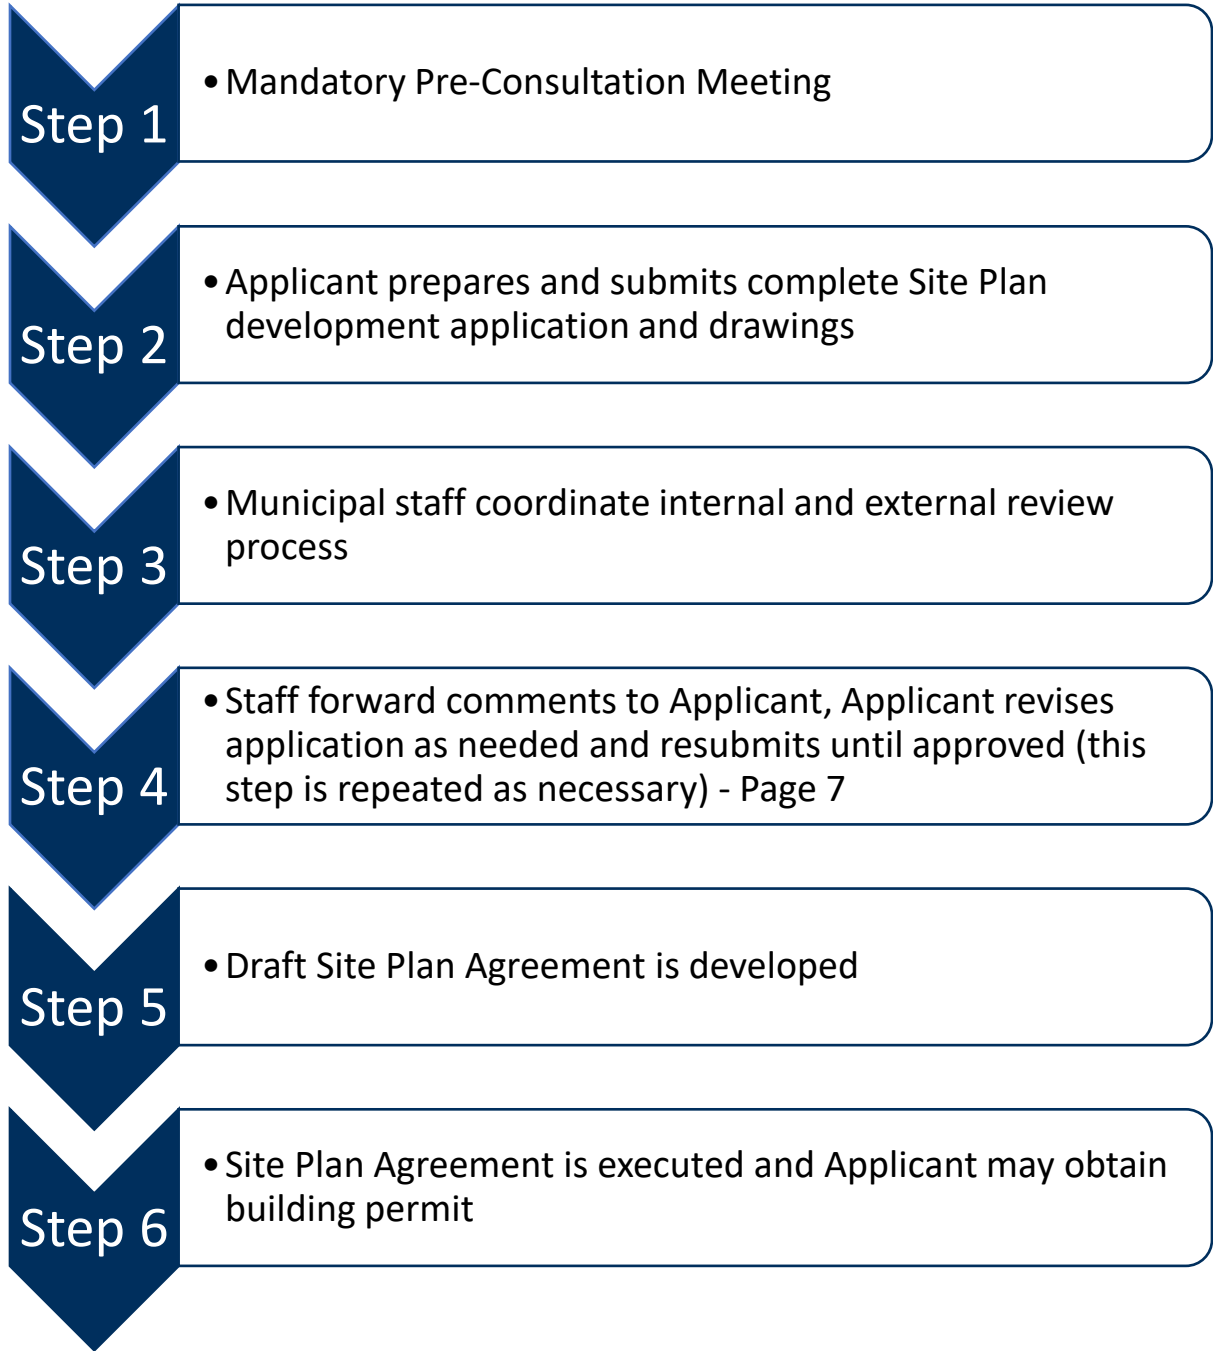 Step 1
• Mandatory Pre-Consultation Meeting
Step 2
• Applicant prepares and submits complete Site Plan
development application and drawings
Step 3
• Municipal staff coordinate internal and external review
process
Step 4
• Staff forward comments to Applicant, Applicant revises
application as needed and resubmits until approved (this
step is repeated as necessary) - Page 7
Step 5
• Draft Site Plan Agreement is developed
Step 6
• Site Plan Agreement is executed and Applicant may obtain
building permit